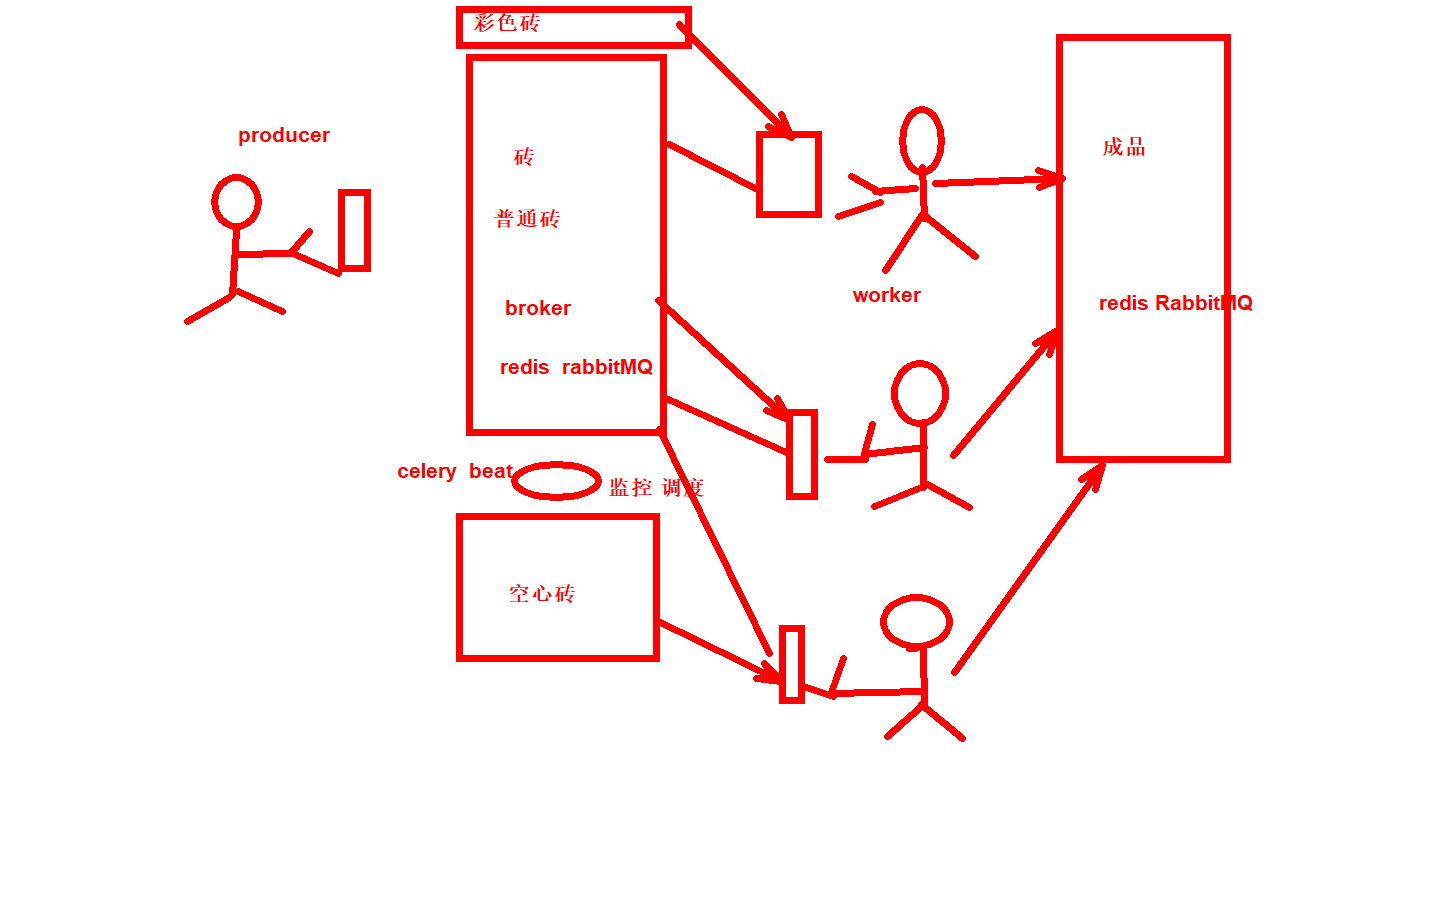 彩色砖
producer
砖
普通砖
broker
redis rabbitMQ
celery beat
监控 调度
空心砖
worker
成品
redis RabbitMQ